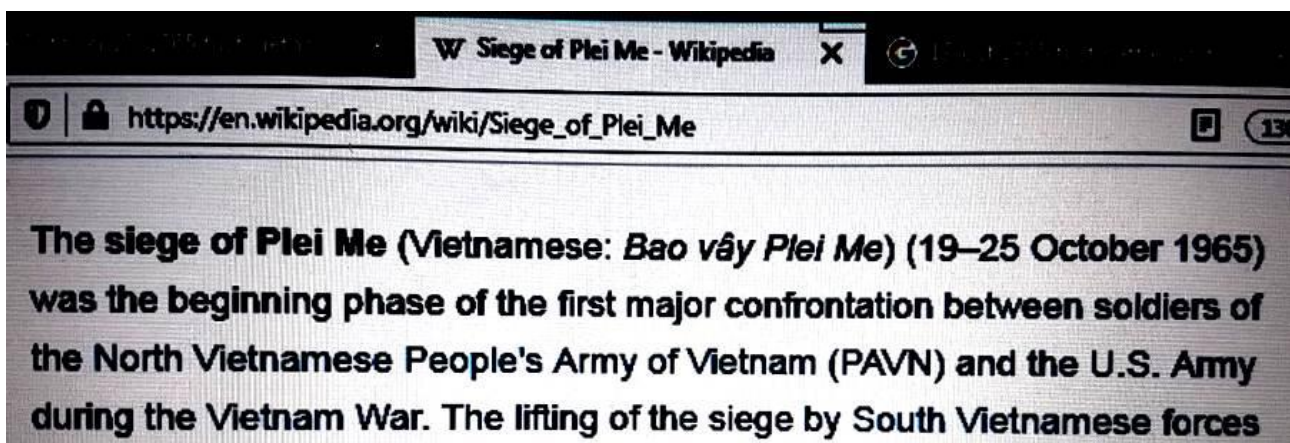 W Siege of Plei Me - Wikipedia X G
https://en.wikipedia.org/wiki/Siege_of_Plei_Me
The siege of Plei Me (Vietnamese: Bao vây Plei Me) (19–25 October 1965)
was the beginning phase of the first major confrontation between soldiers of
the North Vietnamese People's Army of Vietnam (PAVN) and the U.S. Army
during the Vietnam War. The lifting of the siege by South Vietnamese forces